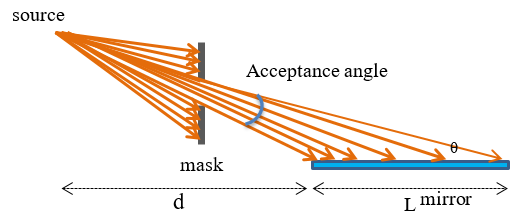 source
Acceptance angle
θ
mask
d
L mirror